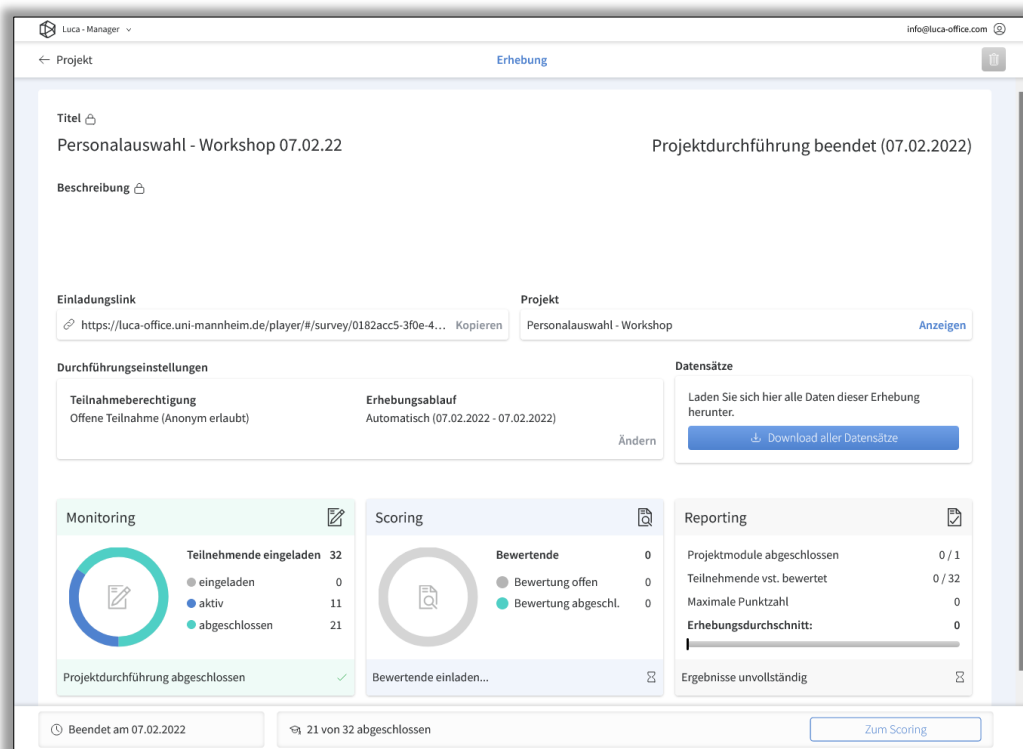 Luca - Manager
info@luca-office.com
Projekt
Erhebung
Titel
Personalauswahl - Workshop 07.02.22
Projektdurchführung beendet (07.02.2022)
Beschreibung
Einladungslink
https://luca-office.uni-mannheim.de/player/#/survey/0182acc5-3f0e-4... Kopieren
Projekt
Personalauswahl - Workshop Anzeigen
Durchführungseinstellungen
Teilnahmeberechtigung
Offene Teilnahme (Anonym erlaubt)
Erhebungsablauf
Automatisch (07.02.2022 - 07.02.2022)
Ändern
Datensätze
Laden Sie sich hier alle Daten dieser Erhebung
herunter.
Download aller Datensätze
Monitoring
Teilnehmende eingeladen 32
eingeladen 0
aktiv 11
abgeschlossen 21
Projektdurchführung abgeschlossen
Scoring
Bewertende 0
Bewertung offen 0
Bewertung abgeschl. 0
Bewertende einladen...
Reporting
Projektmodule abgeschlossen 0 / 1
Teilnehmende vst. bewertet 0 / 32
Maximale Punktzahl 0
Erhebungsdurchschnitt: 0
Ergebnisse unvollständig
Beendet am 07.02.2022
21 von 32 abgeschlossen
Zum Scoring